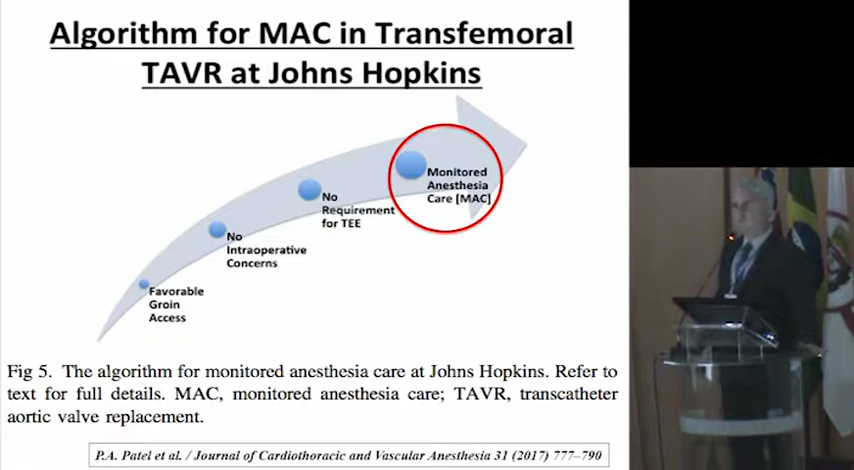 Algorithm for MAC in Transfemoral
TAVR at Johns Hopkins
Favorable
Groin
Access
No
Intraoperative
Concerns
No
Requirement
for TEE
Monitored
Anesthesia
Care [MAC]
Fig 5. The algorithm for monitored anesthesia care at Johns Hopkins. Refer to
text for full details. MAC, monitored anesthesia care; TAVR, transcatheter
aortic valve replacement.
P.A. Patel et al. / Journal of Cardiothoracic and Vascular Anesthesia 31 (2017) 777–790